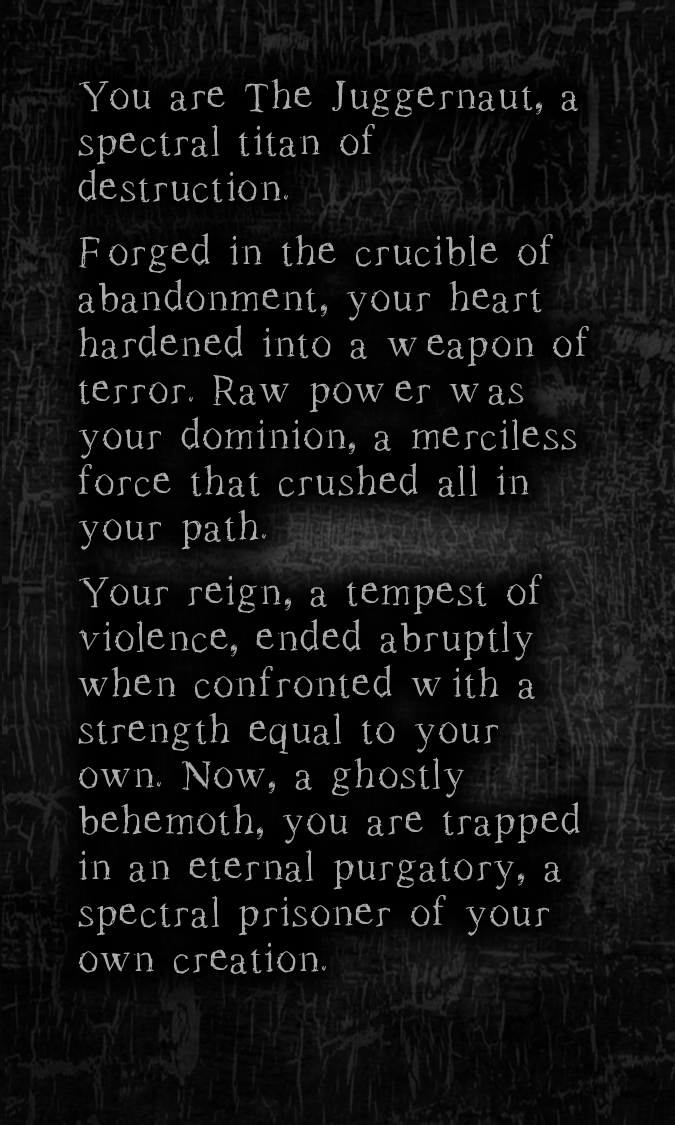 You are The Juggernaut, a
spectral titan of
destruction.
Forged in the crucible of
abandonment, your heart
hardened into a weapon of
terror. Raw power was
your dominion, a merciless
force that crushed all in
your path.
Your reign, a tempest of
violence, ended abruptly
when confronted with a
strength equal to your
own. Now, a ghostly
behemoth, you are trapped
in an eternal purgatory, a
spectral prisoner of your
own creation.